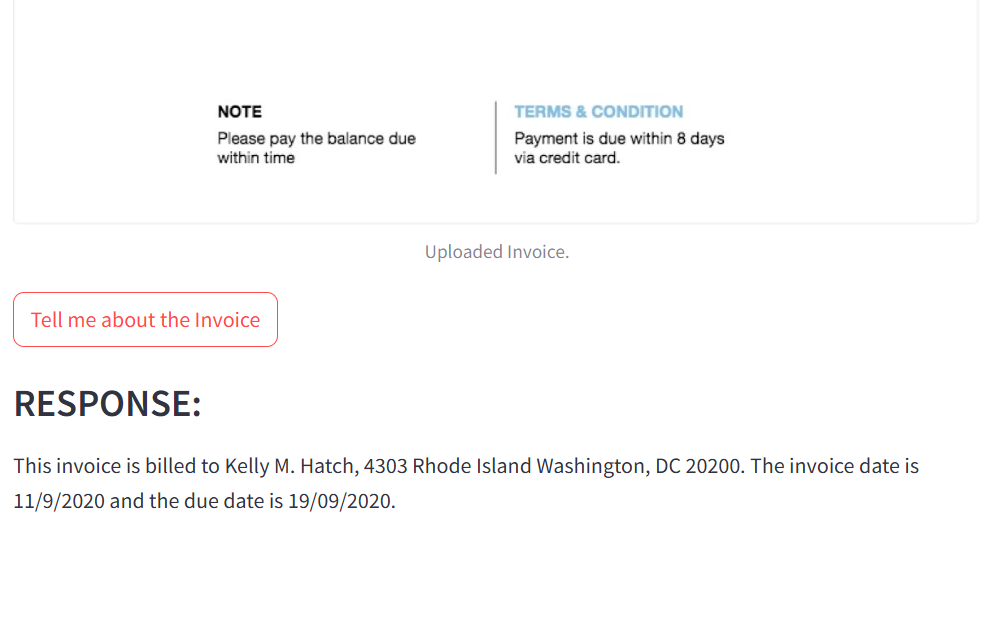 NOTE
Please pay the balance due
within time
TERMS & CONDITION
Payment is due within 8 days
via credit card.
Uploaded Invoice.
Tell me about the Invoice
RESPONSE:
This invoice is billed to Kelly M. Hatch, 4303 Rhode Island Washington, DC 20200. The invoice date is
11/9/2020 and the due date is 19/09/2020.